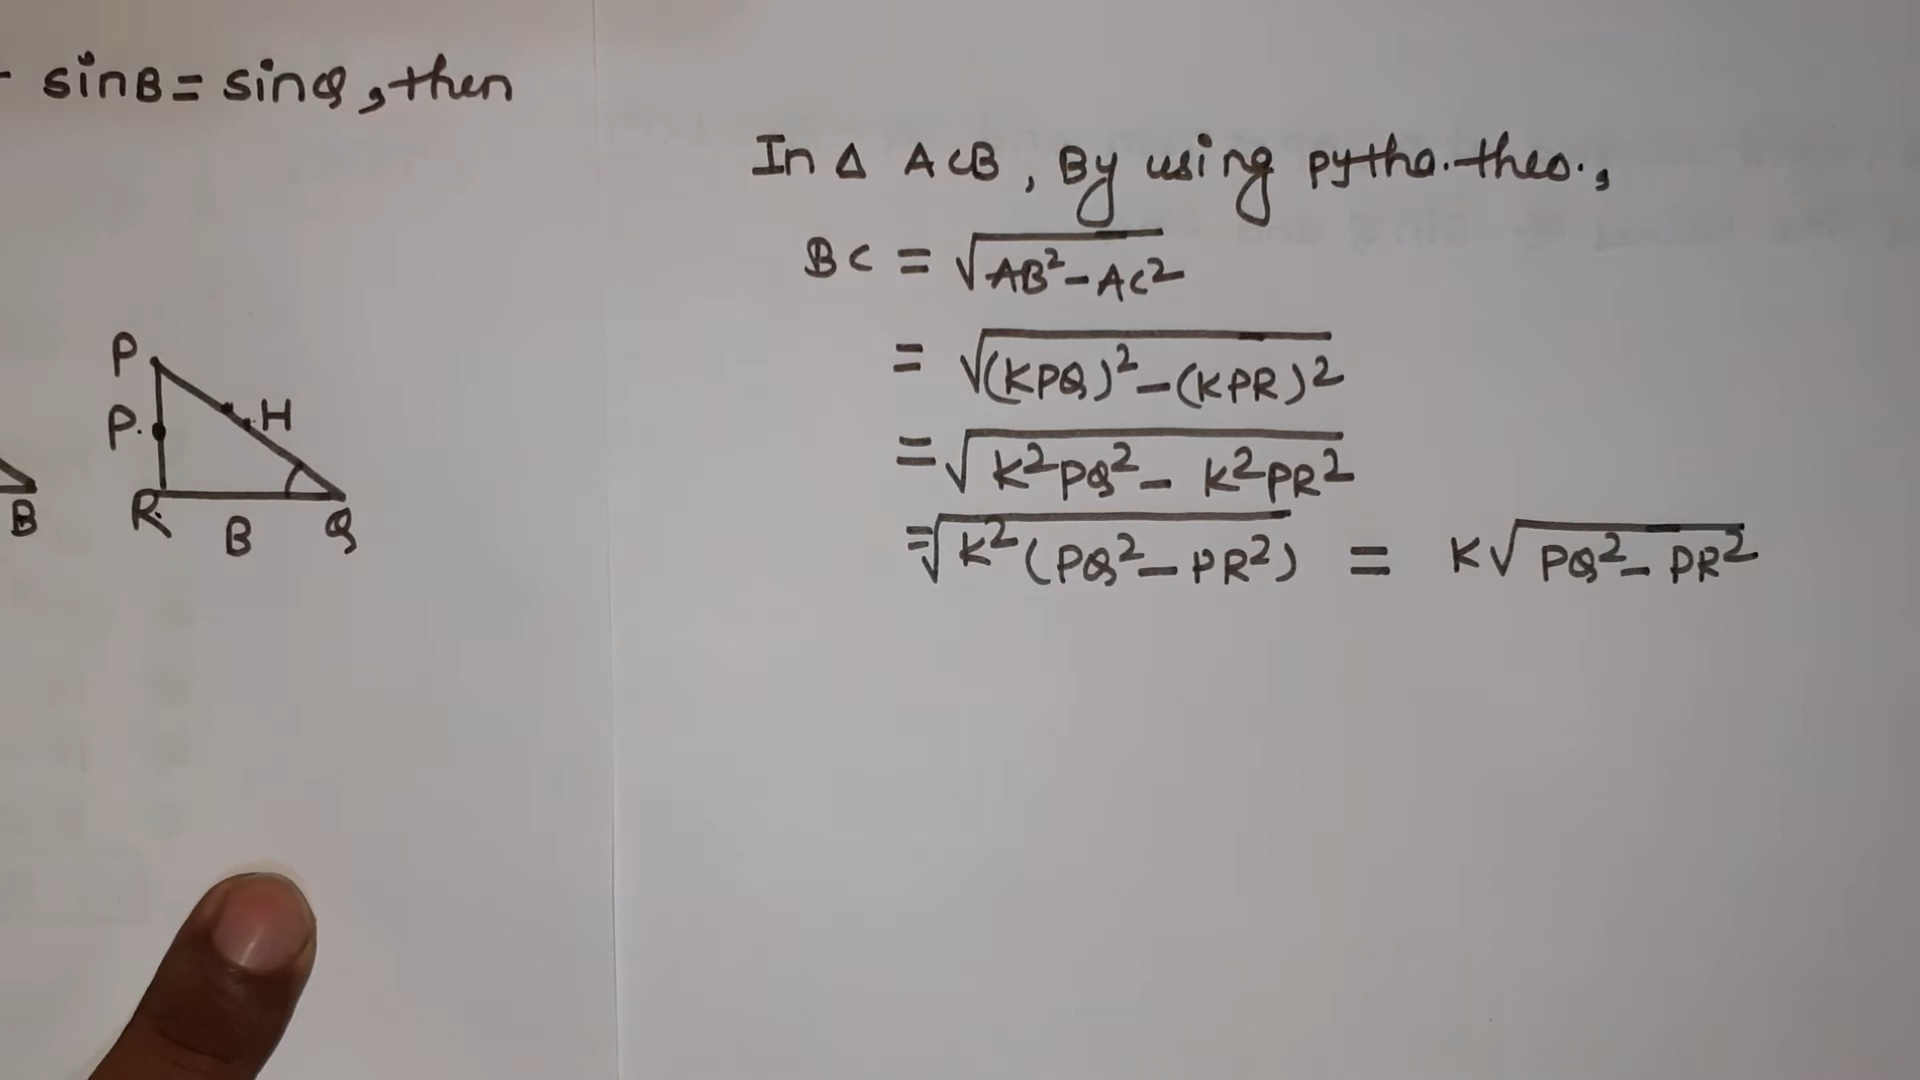 sinB = sinQ, then
In Δ ACB, By using pytha. theo.,
BC = √AB²-AC²
= √(KPQ)²-(KPR)²
= √K²PQ² - K²PR²
= √K²(PQ²-PR²) = K√PQ²-PR²
P
P.
H
R
B
Q
B